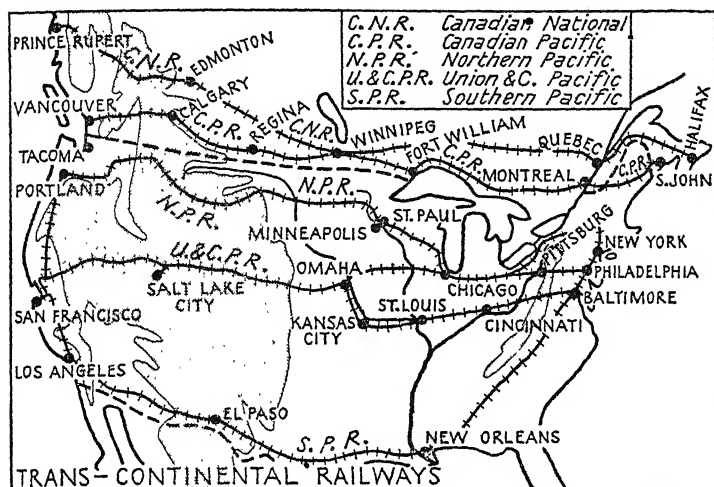 C.N.R. Canadian National
C.P.R. Canadian Pacific
N.P.R. Northern Pacific
U.&C.P.R. Union & C. Pacific
S.P.R. Southern Pacific
PRINCE RUPERT
C.N.R.
EDMONTON
VANCOUVER
CALGARY
C.P.R.
REGINA
C.N.R.
WINNIPEG
FORT WILLIAM
C.P.R.
QUEBEC
HALIFAX
TACOMA
MONTREAL
C.P.R.
S. JOHN
PORTLAND
N.P.R.
N.P.R.
ST. PAUL
MINNEAPOLIS
PITTSBURG
NEW YORK
U.&C.P.R.
OMAHA
CHICAGO
PHILADELPHIA
SALT LAKE
CITY
ST. LOUIS
BALTIMORE
SAN FRANCISCO
KANSAS
CITY
CINCINNATI
LOS ANGELES
EL PASO
S.P.R.
NEW ORLEANS
TRANS-CONTINENTAL RAILWAYS